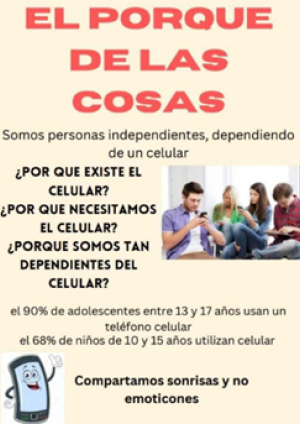 EL PORQUE
DE LAS
COSAS
Somos personas independientes, dependiendo
de un celular
¿POR QUE EXISTE EL
CELULAR?
¿POR QUE NECESITAMOS
EL CELULAR?
¿PORQUE SOMOS TAN
DEPENDIENTES DEL
CELULAR?
el 90% de adolescentes entre 13 y 17 años usan un
teléfono celular
el 68% de niños de 10 y 15 años utilizan celular
Compartamos sonrisas y no
emoticones